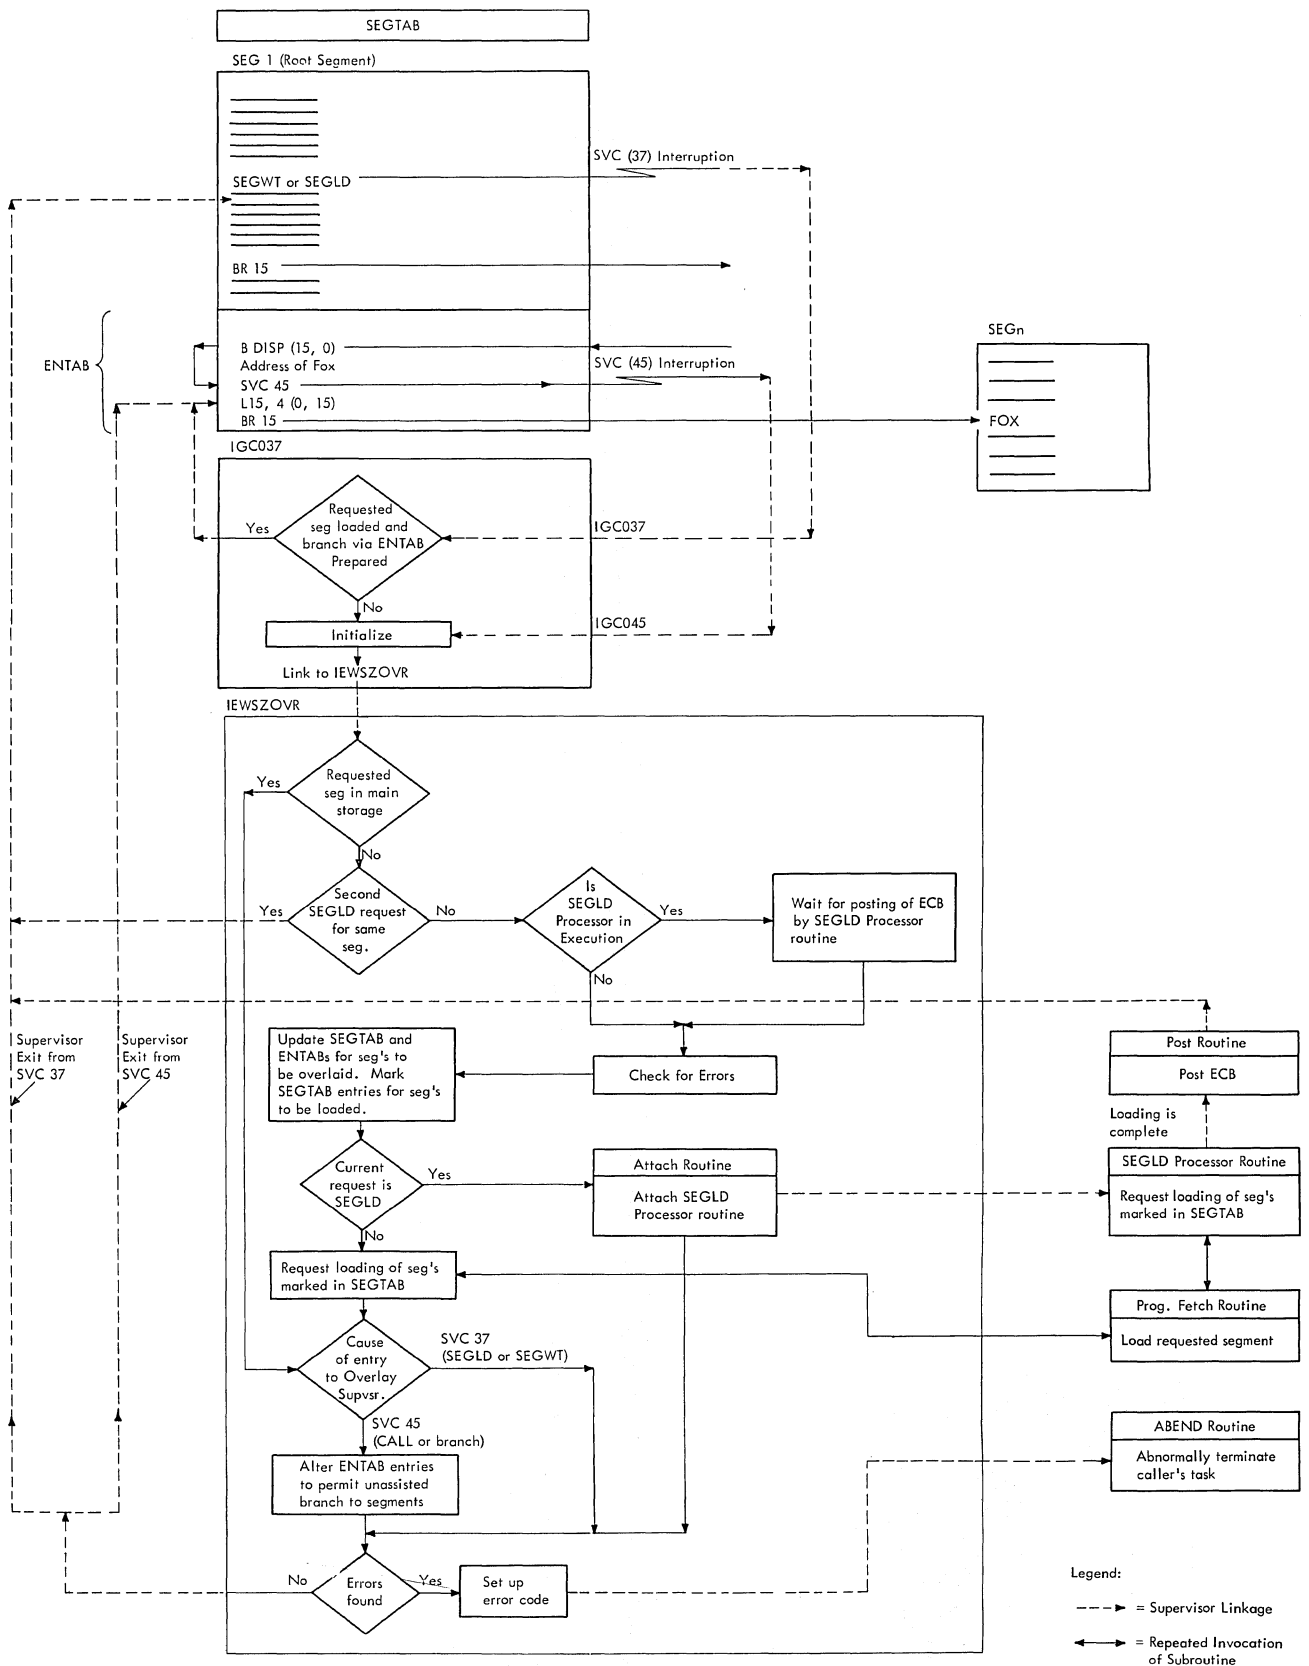 SEGTAB
SEG 1 (Root Segment)
SVC (37) Interruption
SEGWT or SEGLD
BR 15
SEGn
ENTAB
B DISP (15, 0)
Address of Fox
SVC (45) Interruption
SVC 45
L15, 4 (0, 15)
BR 15
FOX
IGC037
Requested
seg loaded and
branch via ENTAB
Prepared
Yes
IGC037
No
Initialize
IGC045
Link to IEWSZOVR
IEWSZOVR
Requested
seg in main
storage
Yes
No
Second
SEGLD request
for same
seg.
Yes
No
Is
SEGLD
Processor in
Execution
Yes
Wait for posting of ECB
by SEGLD Processor
routine
No
Supervisor
Exit from
SVC 37
Supervisor
Exit from
SVC 45
Update SEGTAB and
ENTABs for seg's to
be overlaid. Mark
SEGTAB entries for seg's
to be loaded.
Check for Errors
Post Routine
Post ECB
Loading is
complete
Current
request is
SEGLD
Yes
Attach Routine
Attach SEGLD
Processor routine
SEGLD Processor Routine
Request loading of seg's
marked in SEGTAB
No
Request loading of seg's
marked in SEGTAB
Prog. Fetch Routine
Load requested segment
Cause
of entry
to Overlay
Supvsr.
SVC 37
(SEGLD or SEGWT)
SVC 45
(CALL or branch)
ABEND Routine
Abnormally terminate
caller's task
Alter ENTAB entries
to permit unassisted
branch to segments
No
Errors
found
Yes
Set up
error code
Legend:
= Supervisor Linkage
= Repeated Invocation
of Subroutine